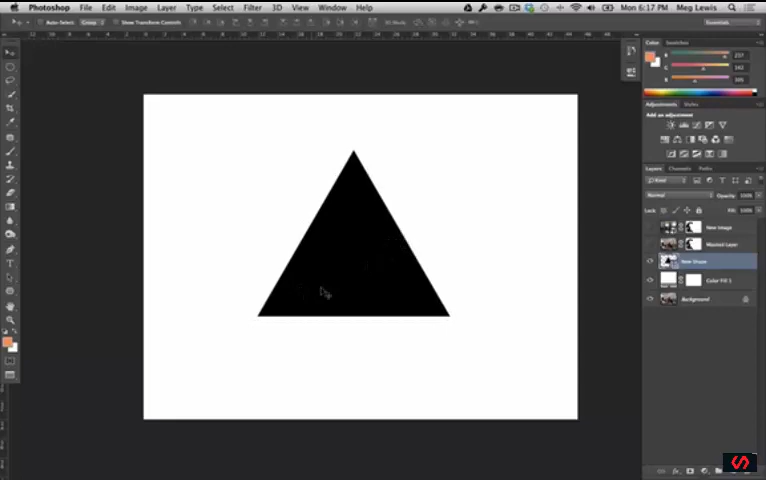 Photoshop File Edit Image Layer Type Select Filter 3D View Window Help Mon 6:17 PM Meg Lewis
Auto-Select: Group Show Transform Controls Essentials
Color Swatches
Adjustments Styles
Add an adjustment
Layers Channels Paths
Kind
Normal Opacity: 100%
Lock: Fill: 100%
New Image
Masked Layer
New Shape
Color Fill 1
Background